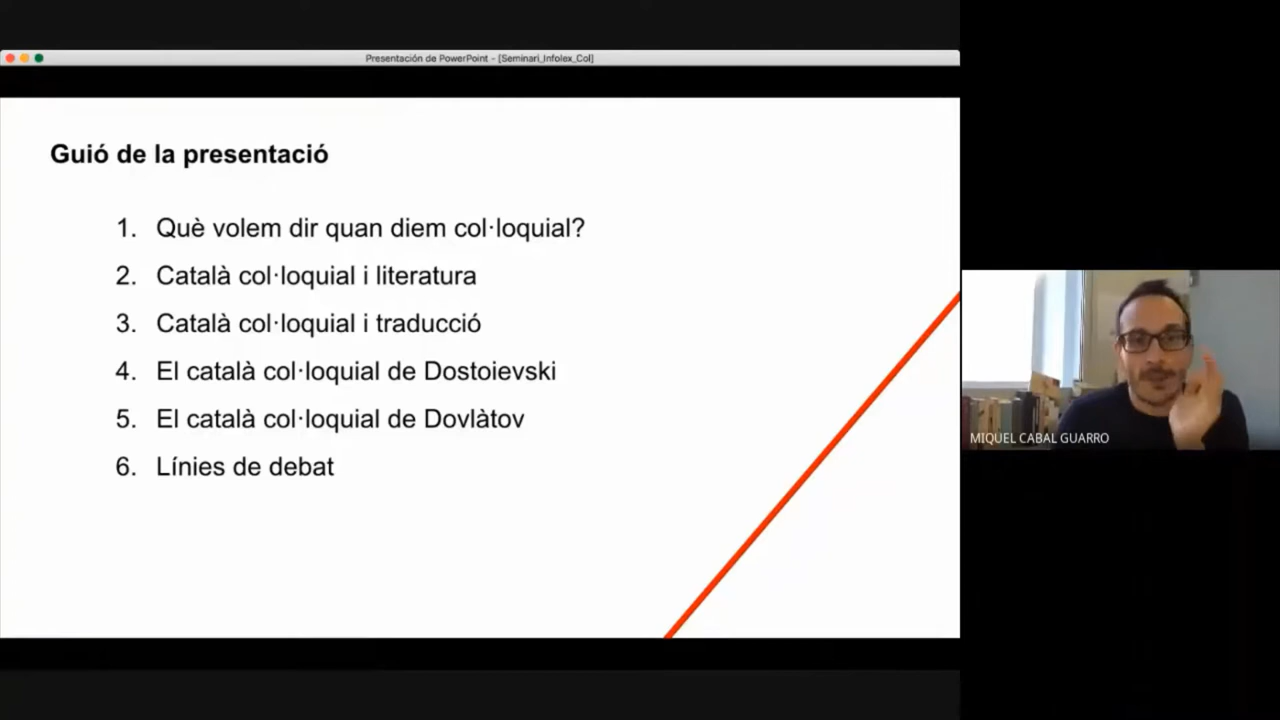 Presentación de PowerPoint - [Seminari_Infolex_Col]
Guió de la presentació
1. Què volem dir quan diem col·loquial?
2. Català col·loquial i literatura
3. Català col·loquial i traducció
4. El català col·loquial de Dostoievski
5. El català col·loquial de Dovlàtov
6. Línies de debat
MIQUEL CABAL GUARRO